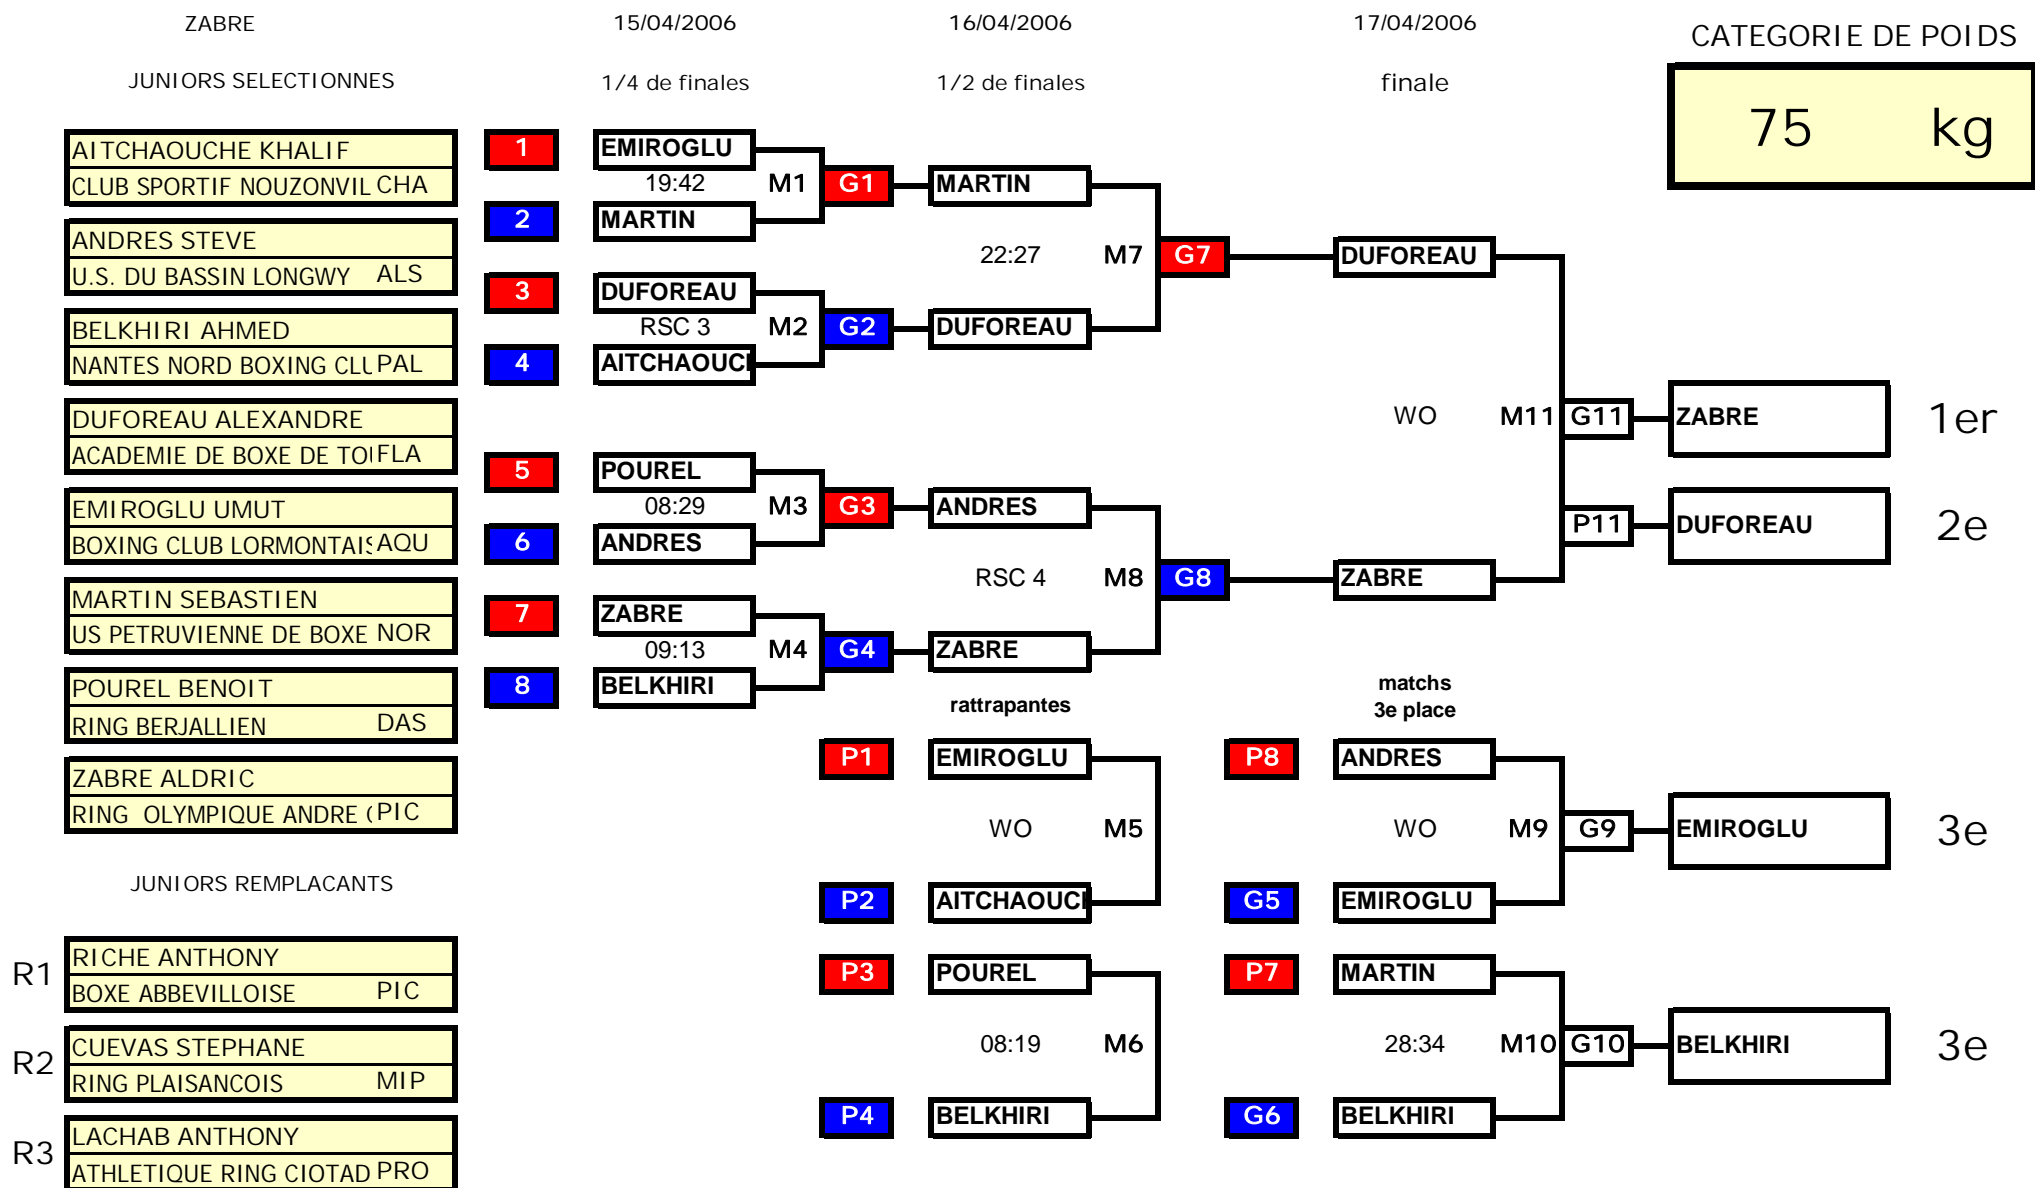 ZABRE 15/04/2006 16/04/2006 17/04/2006
CATEGORIE DE POIDS
JUNIORS SELECTIONNES 1/4 de finales 1/2 de finales finale
75 kg
AITCHAOUCHE KHALIF
CLUB SPORTIF NOUZONVIL CHA
ANDRES STEVE
U.S. DU BASSIN LONGWY ALS
BELKHIRI AHMED
NANTES NORD BOXING CLU PAL
DUFOREAU ALEXANDRE
ACADEMIE DE BOXE DE TOU FLA
EMIROGLU UMUT
BOXING CLUB LORMONTAIS AQU
MARTIN SEBASTIEN
US PETRUVIENNE DE BOXE NOR
POUREL BENOIT
RING BERJALLIEN DAS
ZABRE ALDRIC
RING OLYMPIQUE ANDRE PIC
JUNIORS REMPLACANTS
R1 RICHE ANTHONY
BOXE ABBEVILLOISE PIC
R2 CUEVAS STEPHANE
RING PLAISANCOIS MIP
R3 LACHAB ANTHONY
ATHLETIQUE RING CIOTAD PRO
1 EMIROGLU
19:42 M1 G1
2 MARTIN
3 DUFOREAU
RSC 3 M2 G2
4 AITCHAOUCH
5 POUREL
08:29 M3 G3
6 ANDRES
7 ZABRE
09:13 M4 G4
8 BELKHIRI
MARTIN
22:27 M7 G7
DUFOREAU
ANDRES
RSC 4 M8 G8
ZABRE
rattrapantes
P1 EMIROGLU
WO M5
P2 AITCHAOUCH
P3 POUREL
08:19 M6
P4 BELKHIRI
DUFOREAU
WO M11 G11 ZABRE 1er
P11 DUFOREAU 2e
ZABRE
matchs
3e place
P8 ANDRES
WO M9 G9 EMIROGLU 3e
G5 EMIROGLU
P7 MARTIN
28:34 M10 G10 BELKHIRI 3e
G6 BELKHIRI